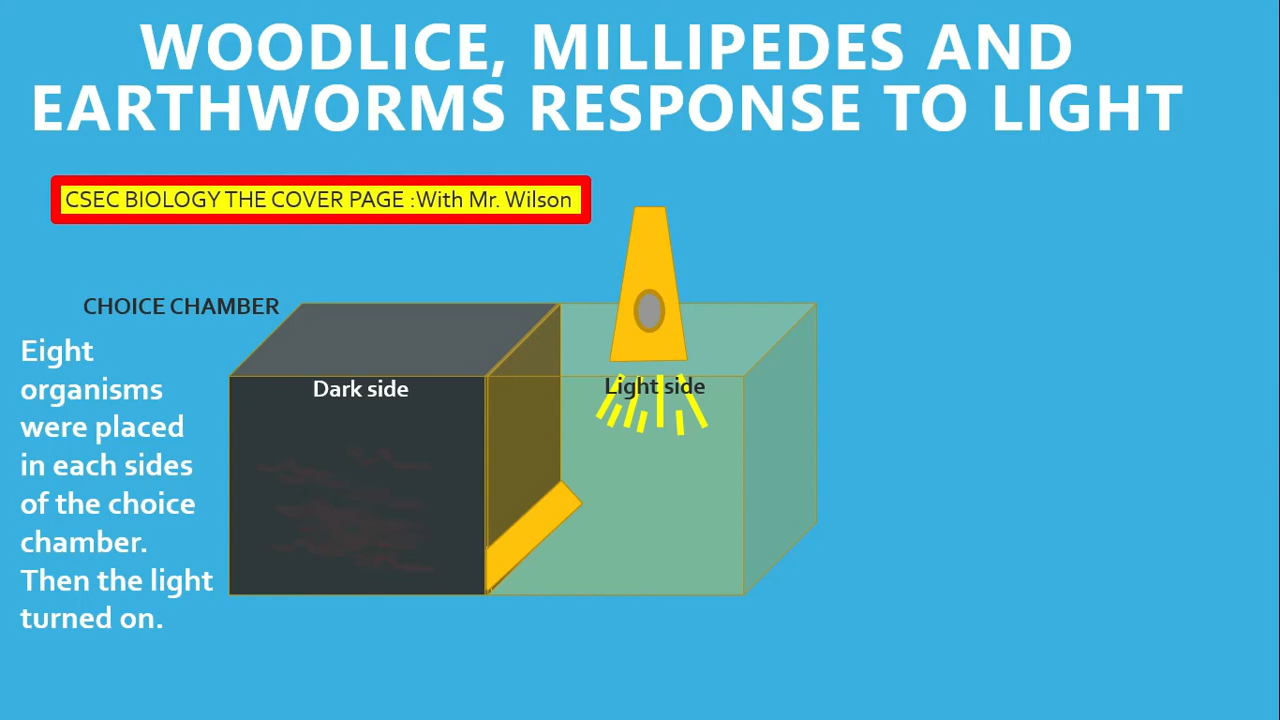 WOODLICE, MILLIPEDES AND
EARTHWORMS RESPONSE TO LIGHT
CSEC BIOLOGY THE COVER PAGE :With Mr. Wilson
CHOICE CHAMBER
Eight
organisms
were placed
in each sides
of the choice
chamber.
Then the light
turned on.
Dark side
Light side